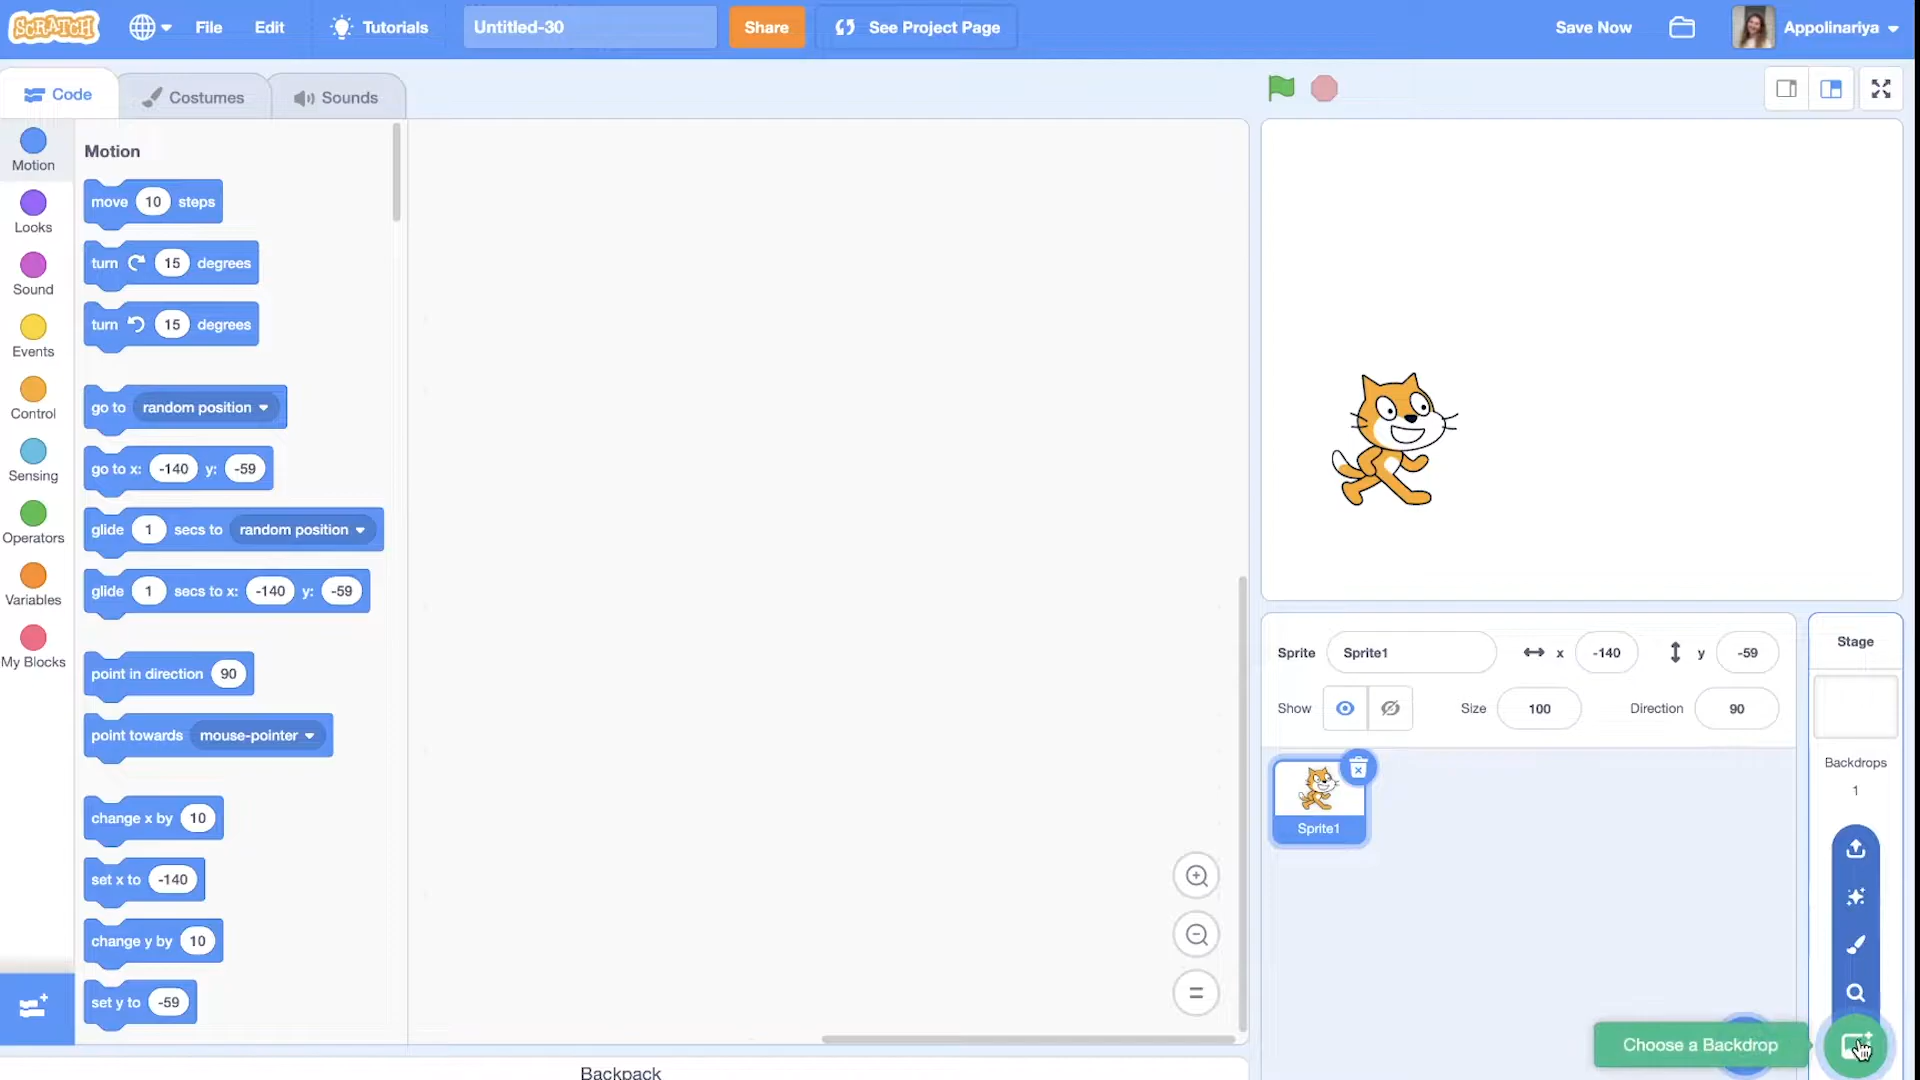 SCRATCH File Edit Tutorials Untitled-30 Share See Project Page Save Now Appolinariya
Code Costumes Sounds
Motion
Looks
Sound
Events
Control
Sensing
Operators
Variables
My Blocks
Motion
move 10 steps
turn 15 degrees
turn 15 degrees
go to random position
go to x: -140 y: -59
glide 1 secs to random position
glide 1 secs to x: -140 y: -59
point in direction 90
point towards mouse-pointer
change x by 10
set x to -140
change y by 10
set y to -59
Backpack
Sprite Sprite1 x -140 y -59
Show Size 100 Direction 90
Sprite1
Stage
Backdrops
1
Choose a Backdrop